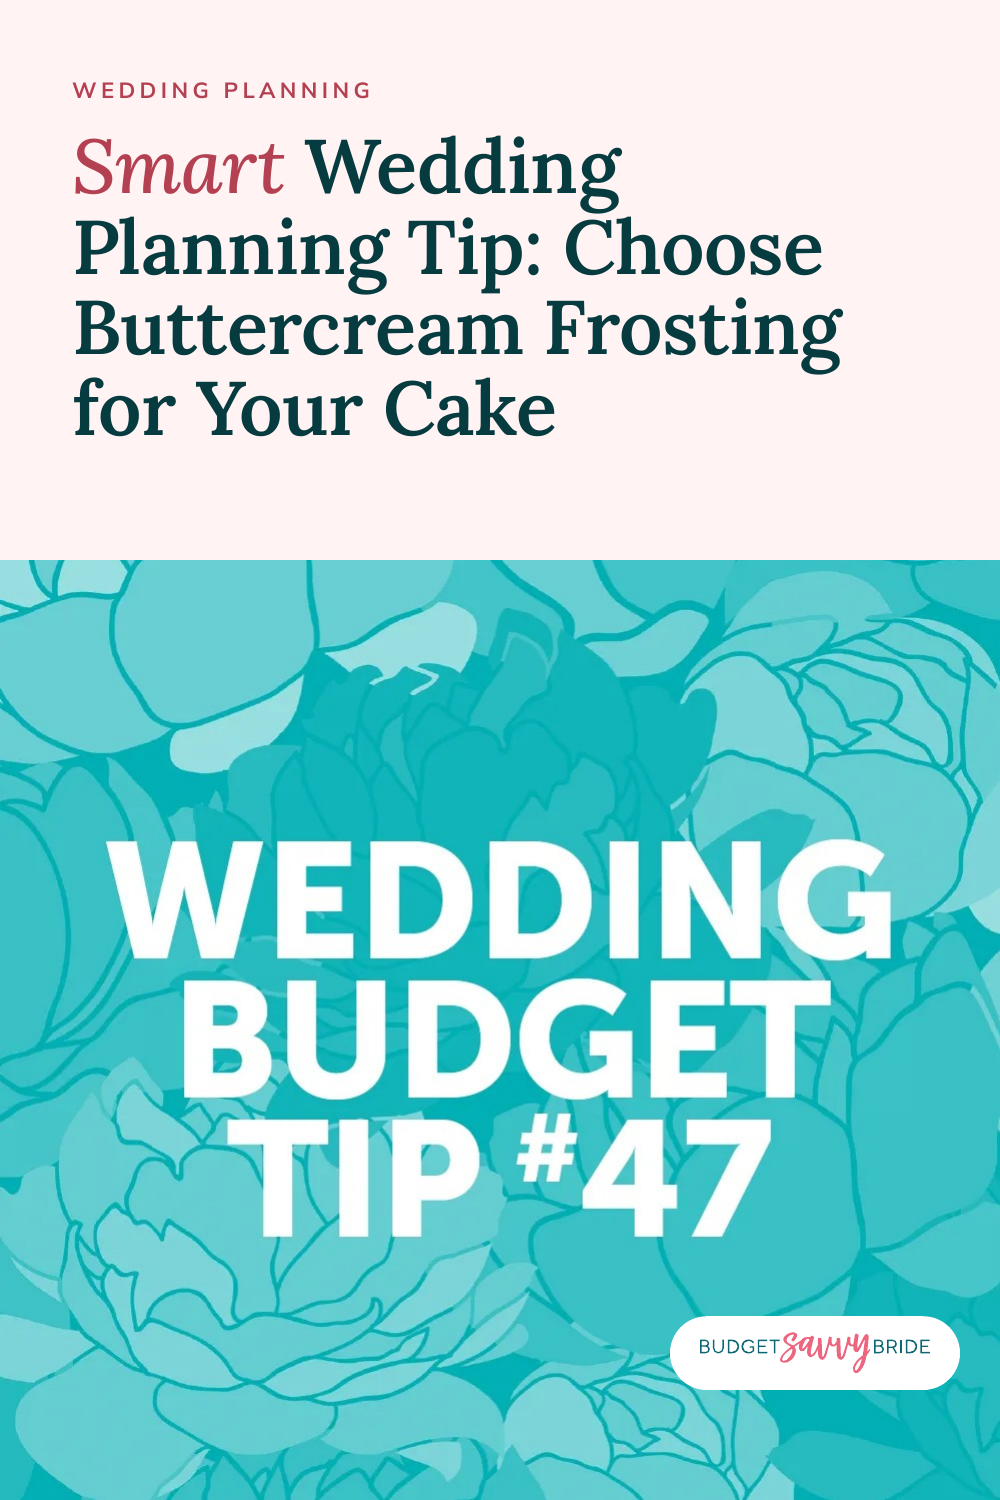 WEDDING PLANNING
Smart Wedding
Planning Tip: Choose
Buttercream Frosting
for Your Cake
WEDDING
BUDGET
TIP #47
BUDGET savvy BRIDE